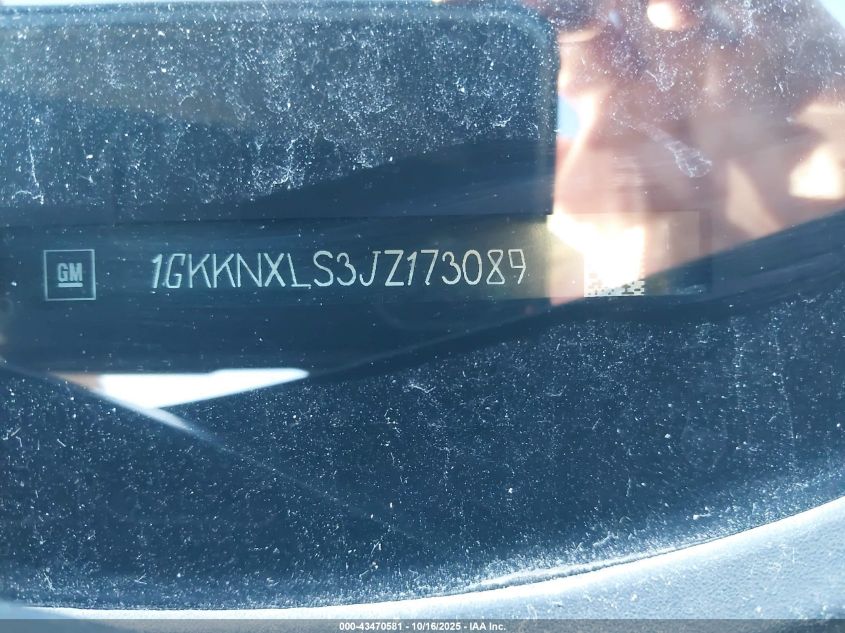 GM 1GKKNXLS3JZ173089
000-43470581 - 10/16/2025 - IAA Inc.